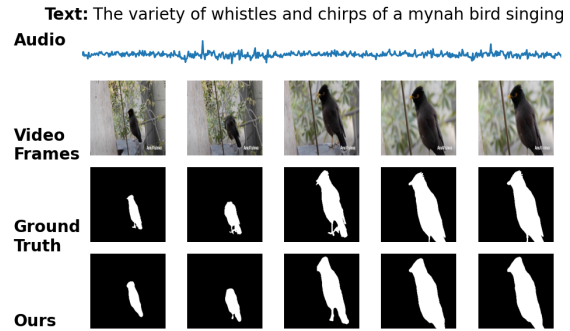 Text: The variety of whistles and chirps of a mynah bird singing
Audio
Video
Frames
Ground
Truth
Ours